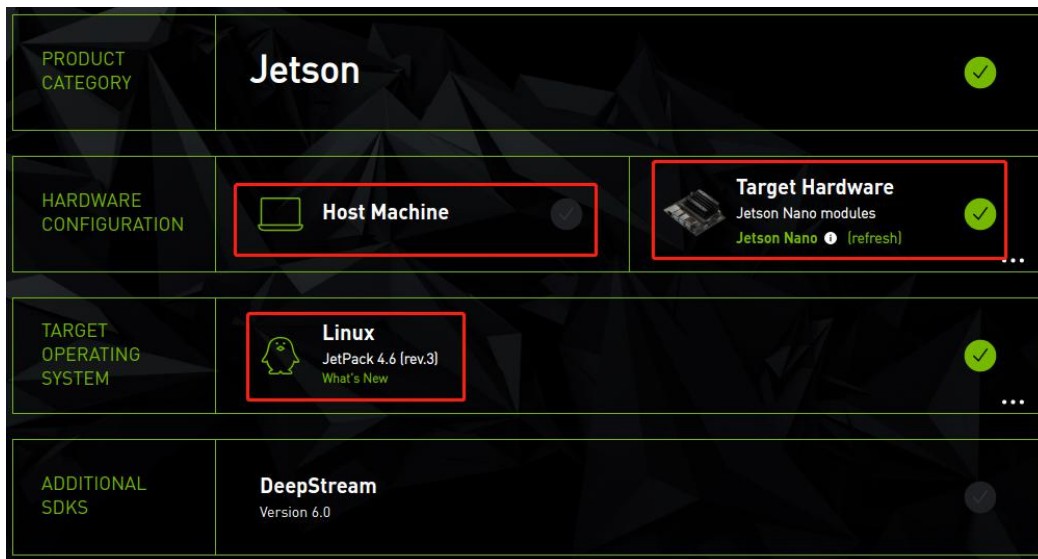 PRODUCT
CATEGORY
Jetson
HARDWARE
CONFIGURATION
Host Machine
Target Hardware
Jetson Nano modules
Jetson Nano i (refresh)
...
TARGET
OPERATING
SYSTEM
Linux
JetPack 4.6 (rev.3)
What's New
...
ADDITIONAL
SDKS
DeepStream
Version 6.0